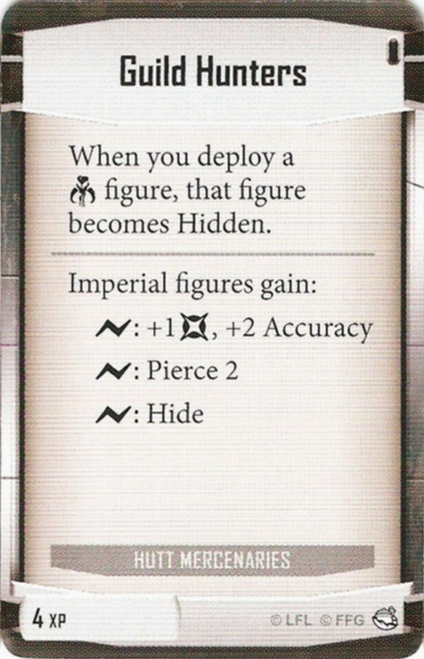 Guild Hunters
When you deploy a
figure, that figure
becomes Hidden.
Imperial figures gain:
: +1, +2 Accuracy
: Pierce 2
: Hide
HUTT MERCENARIES
4 XP
© LFL © FFG